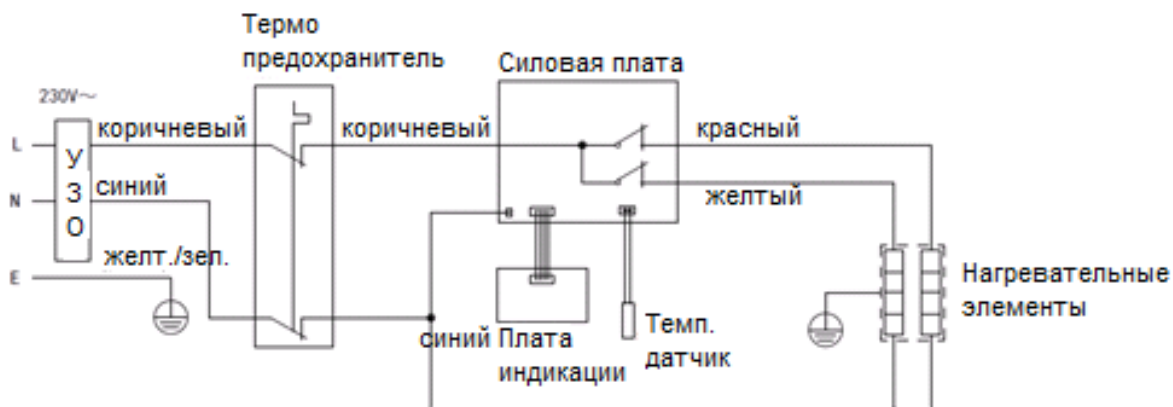 Термо
предохранитель
Силовая плата
230V~
L
коричневый
коричневый
красный
У
З
О
N
синий
желтый
E
желт./зел.
Нагревательные
элементы
синий
Плата
индикации
Темп.
датчик